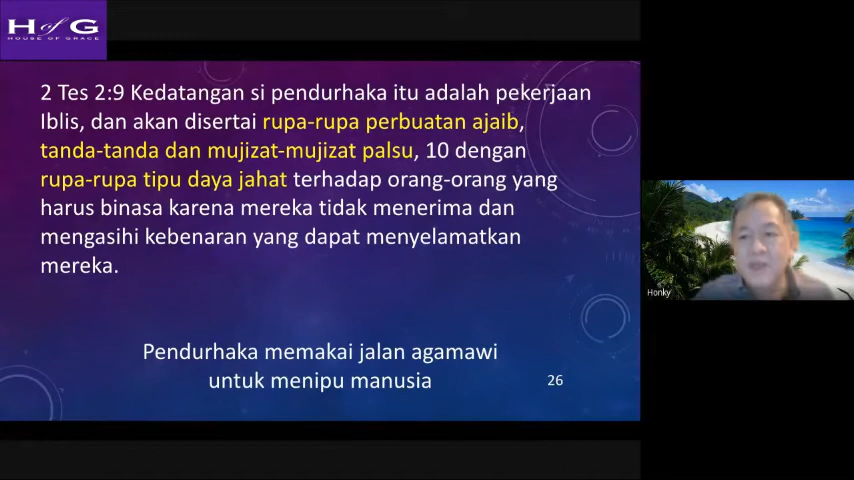 H of G
HOUSE OF GRACE
2 Tes 2:9 Kedatangan si pendurhaka itu adalah pekerjaan
Iblis, dan akan disertai rupa-rupa perbuatan ajaib,
tanda-tanda dan mujizat-mujizat palsu, 10 dengan
rupa-rupa tipu daya jahat terhadap orang-orang yang
harus binasa karena mereka tidak menerima dan
mengasihi kebenaran yang dapat menyelamatkan
mereka.
Pendurhaka memakai jalan agamawi
untuk menipu manusia
26
Honky